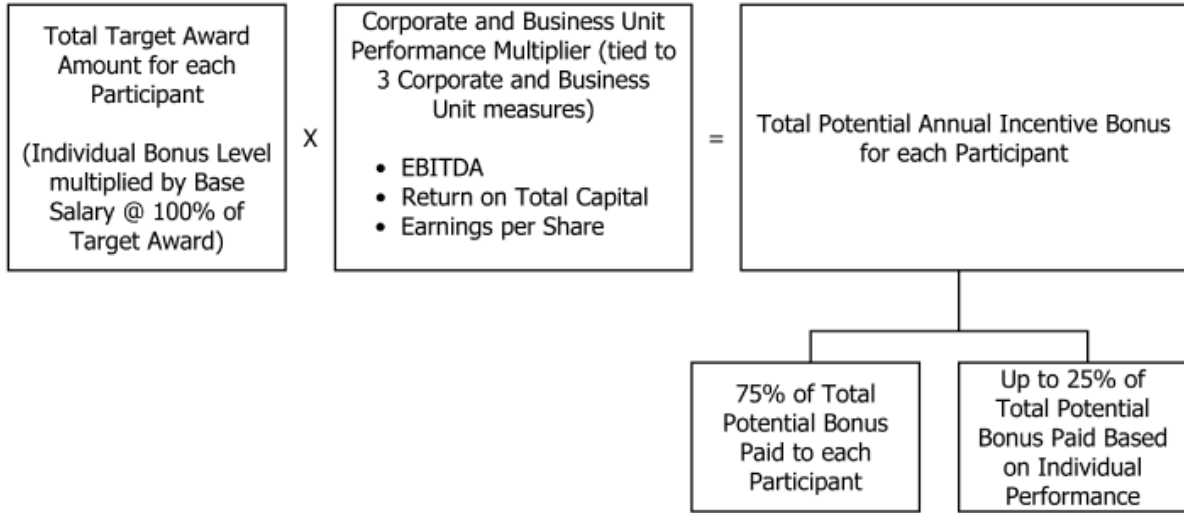 Total Target Award
Amount for each
Participant
(Individual Bonus Level
multiplied by Base
Salary @ 100% of
Target Award)
X
Corporate and Business Unit
Performance Multiplier (tied to
3 Corporate and Business
Unit measures)
• EBITDA
• Return on Total Capital
• Earnings per Share
=
Total Potential Annual Incentive Bonus
for each Participant
75% of Total
Potential Bonus
Paid to each
Participant
Up to 25% of
Total Potential
Bonus Paid Based
on Individual
Performance